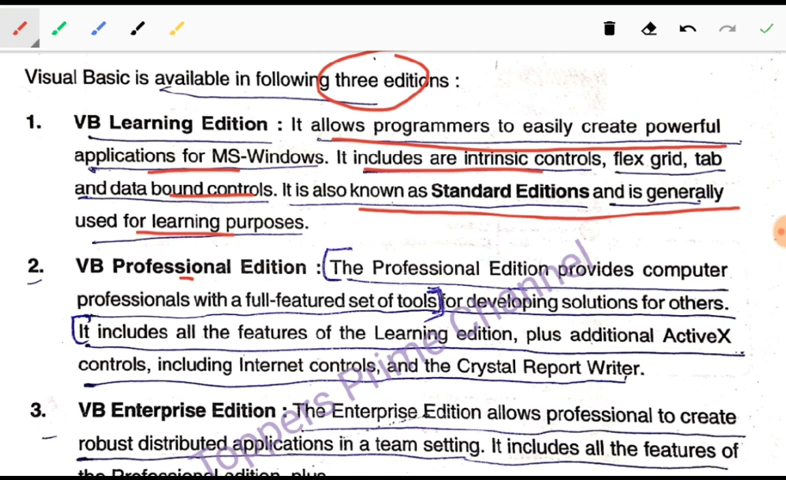 Visual Basic is available in following three editions :
1. VB Learning Edition : It allows programmers to easily create powerful
applications for MS-Windows. It includes are intrinsic controls, flex grid, tab
and data bound controls. It is also known as Standard Editions and is generally
used for learning purposes.
2. VB Professional Edition : The Professional Edition provides computer
professionals with a full-featured set of tools for developing solutions for others.
It includes all the features of the Learning edition, plus additional ActiveX
controls, including Internet controls, and the Crystal Report Writer.
3. VB Enterprise Edition : The Enterprise Edition allows professional to create
robust distributed applications in a team setting. It includes all the features of
the Professional edition, plus
Toppers Prime Channel